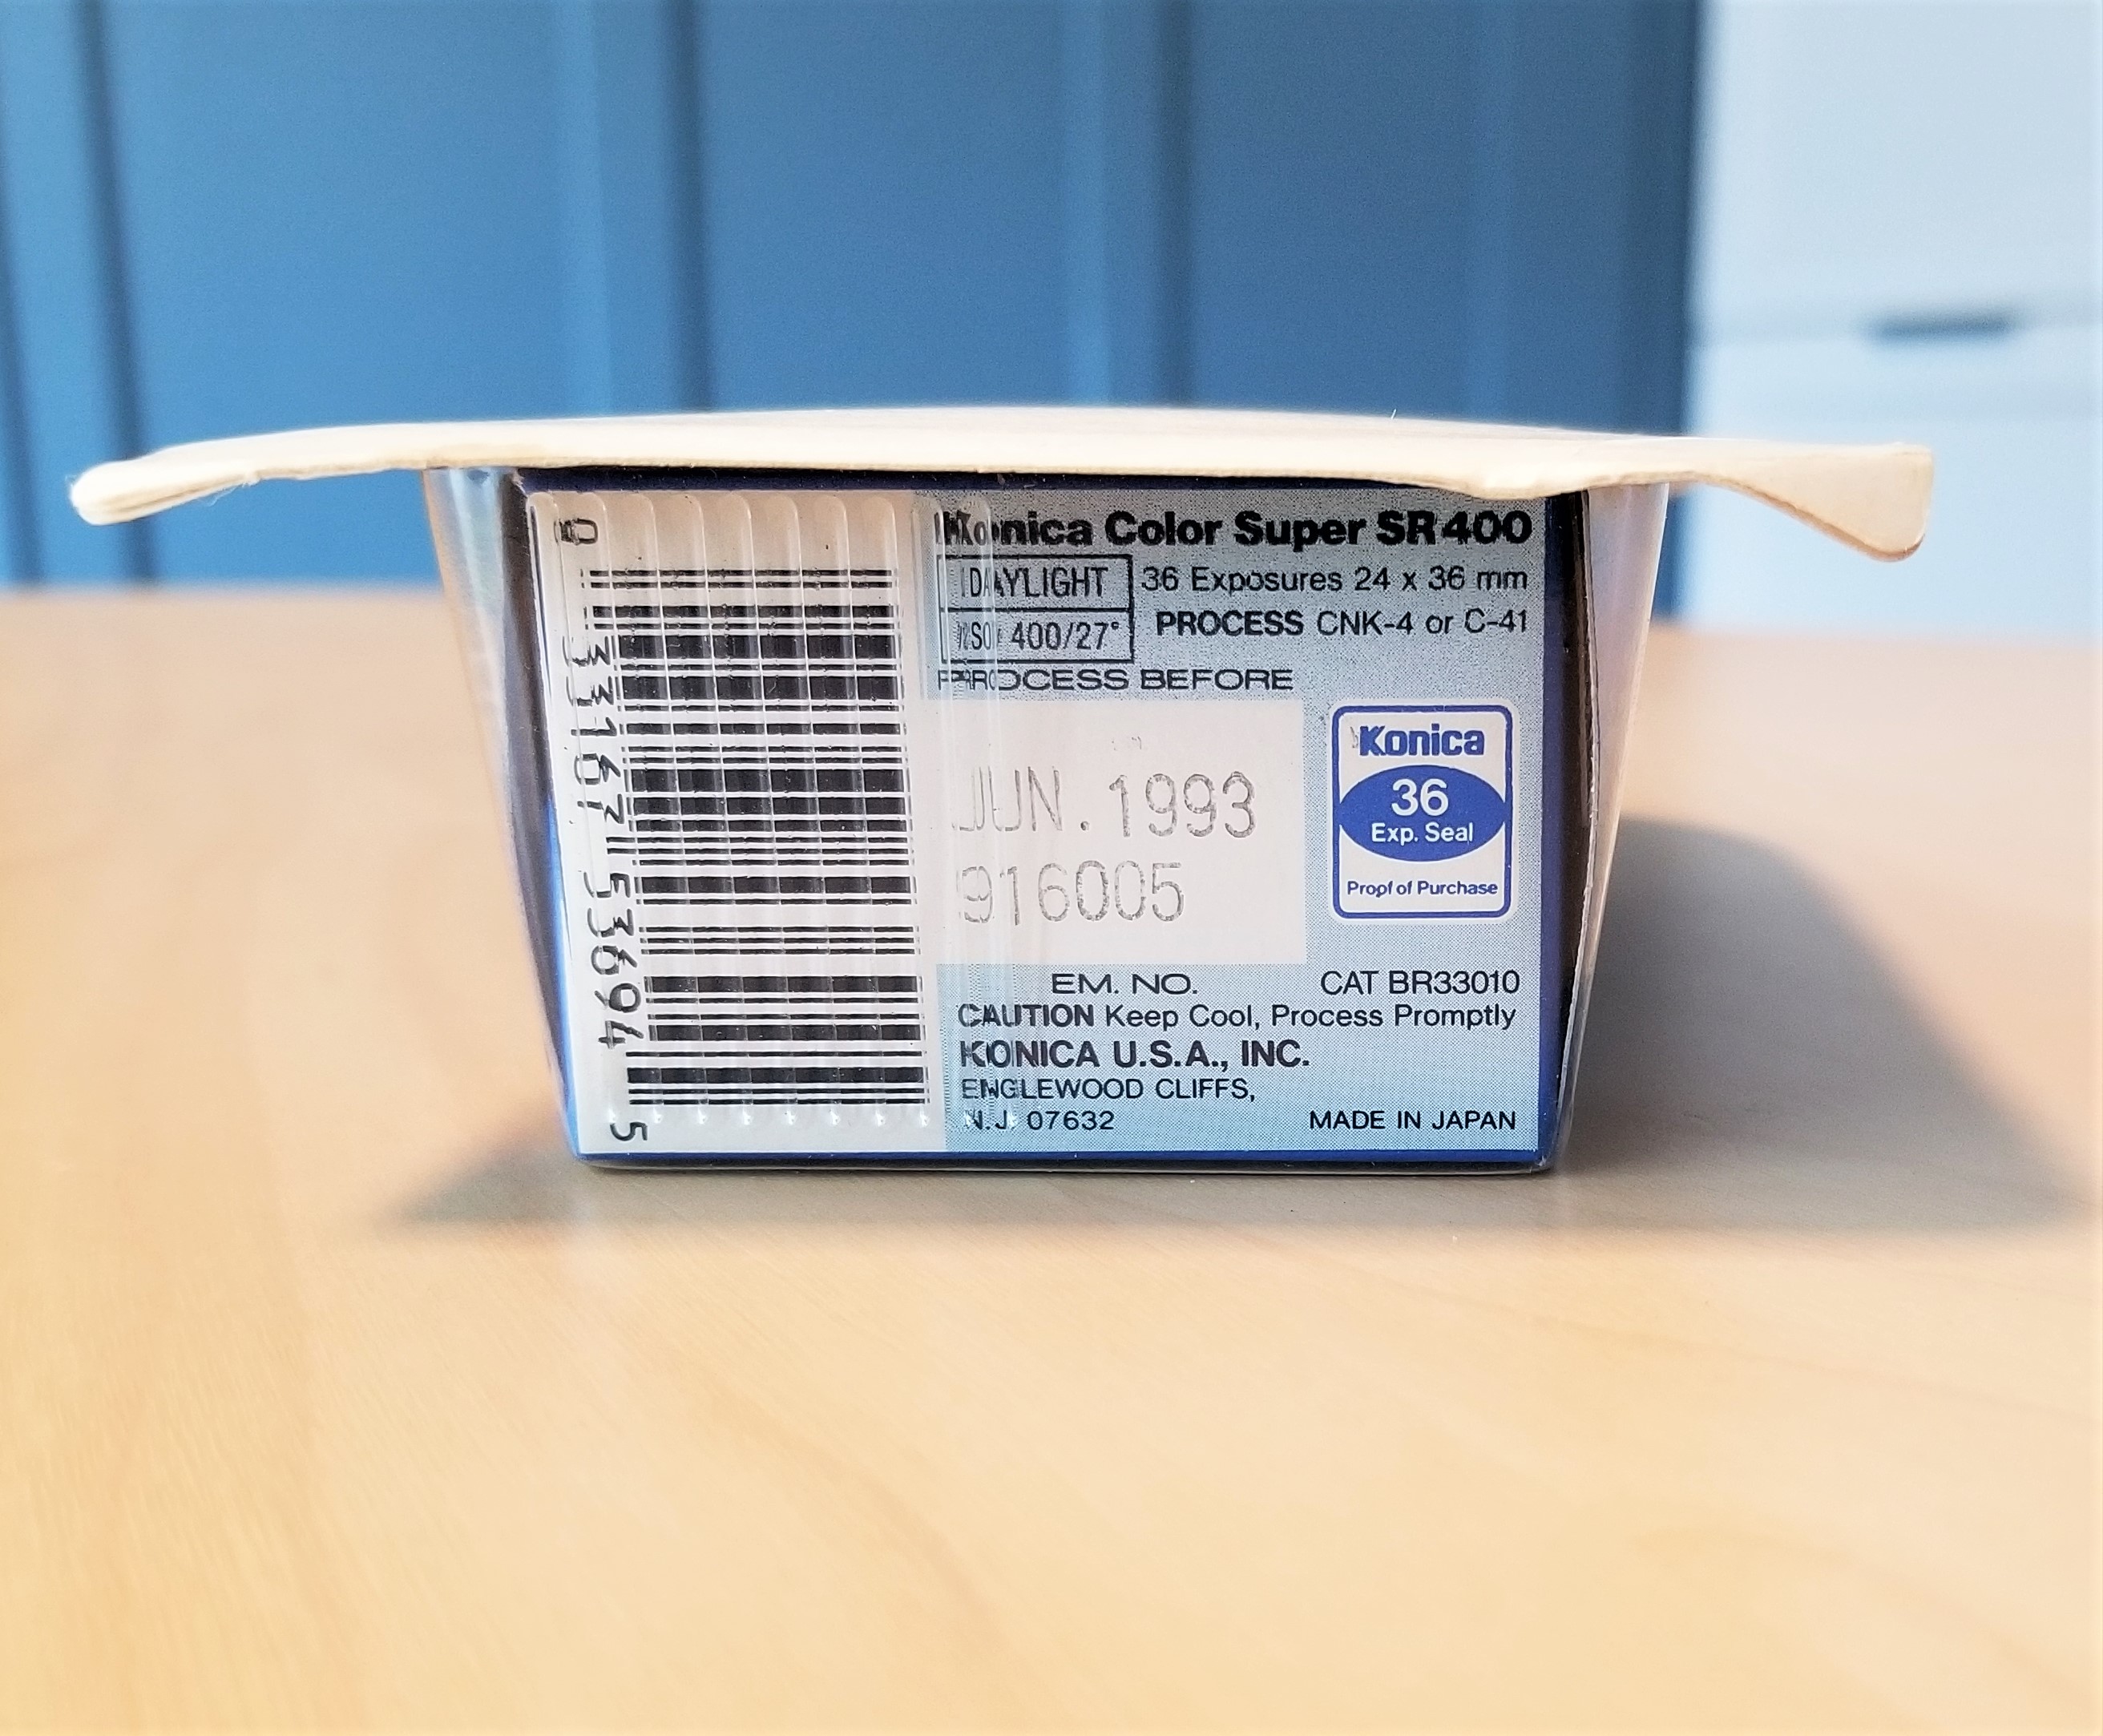 Konica Color Super SR400
DAYLIGHT 36 Exposures 24 x 36 mm
ISO 400/27° PROCESS CNK-4 or C-41
PROCESS BEFORE
JUN. 1993
916005
Konica
36
Exp. Seal
Proof of Purchase
EM. NO. CAT BR33010
CAUTION Keep Cool, Process Promptly
KONICA U.S.A., INC.
ENGLEWOOD CLIFFS,
N.J. 07632 MADE IN JAPAN
0 33167 53694 5